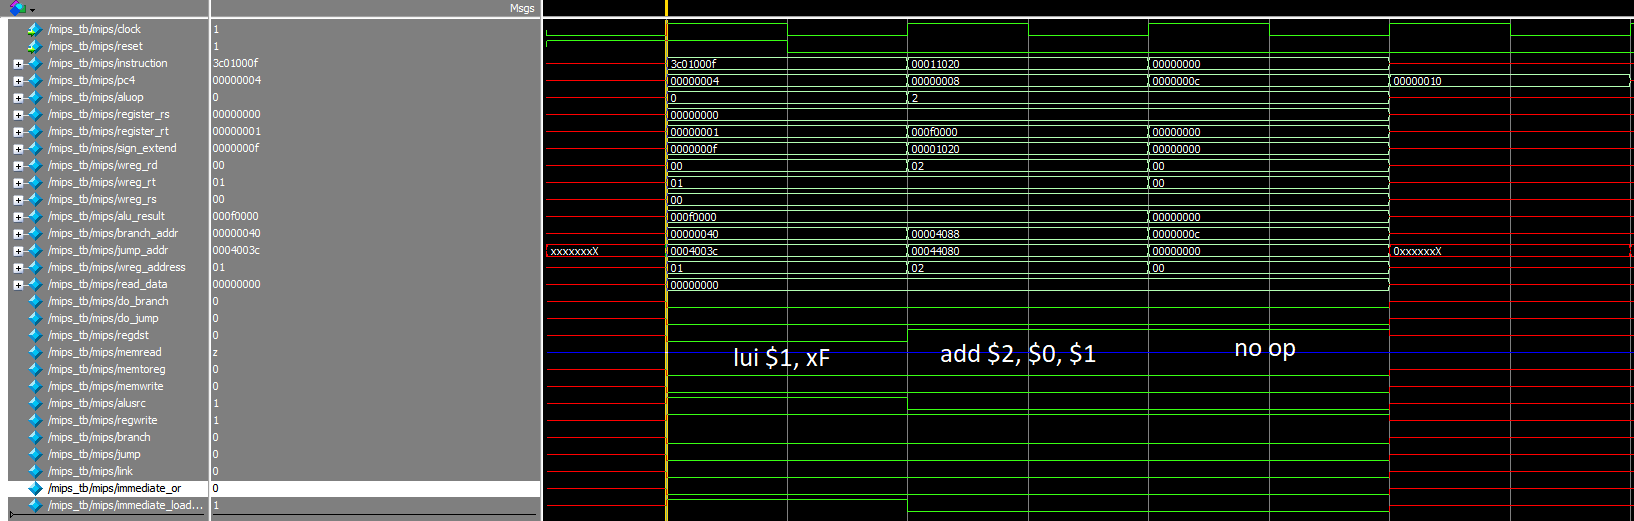 Msgs
/mips_tb/mips/clock 1
/mips_tb/mips/reset 1
/mips_tb/mips/instruction 3c01000f 3c01000f 00011020 00000000
/mips_tb/mips/pc4 00000004 00000004 00000008 0000000c 00000010
/mips_tb/mips/aluop 0 0 2
/mips_tb/mips/register_rs 00000000 00000000
/mips_tb/mips/register_rt 00000001 00000001 000f0000 00000000
/mips_tb/mips/sign_extend 0000000f 0000000f 00001020 00000000
/mips_tb/mips/wreg_rd 00 00 02 00
/mips_tb/mips/wreg_rt 01 01 00
/mips_tb/mips/wreg_rs 00 00
/mips_tb/mips/alu_result 000f0000 000f0000 00000000
/mips_tb/mips/branch_addr 00000040 00000040 00004088 0000000c
/mips_tb/mips/jump_addr 0004003c xxxxxxxX 0004003c 00044080 00000000 0xxxxxxX
/mips_tb/mips/wreg_address 01 01 02 00
/mips_tb/mips/read_data 00000000 00000000
/mips_tb/mips/do_branch 0
/mips_tb/mips/do_jump 0
/mips_tb/mips/regdst 0
/mips_tb/mips/memread z lui $1, xF add $2, $0, $1 no op
/mips_tb/mips/memtoreg 0
/mips_tb/mips/memwrite 0
/mips_tb/mips/alusrc 1
/mips_tb/mips/regwrite 1
/mips_tb/mips/branch 0
/mips_tb/mips/jump 0
/mips_tb/mips/link 0
/mips_tb/mips/immediate_or 0
/mips_tb/mips/immediate_load... 1